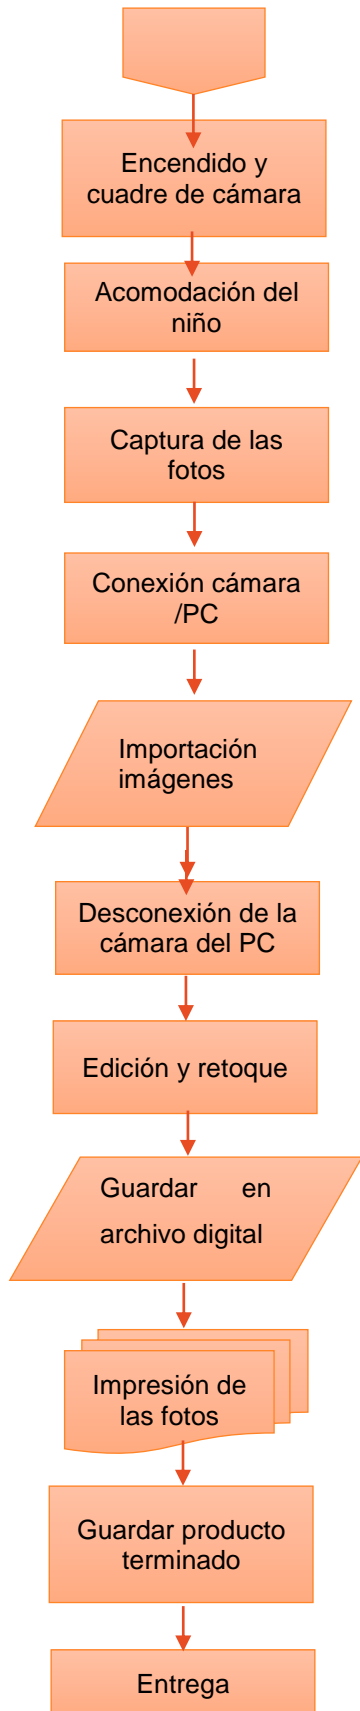 Encendido y
cuadre de cámara
Acomodación del
niño
Captura de las
fotos
Conexión cámara
/PC
Importación
imágenes
Desconexión de la
cámara del PC
Edición y retoque
Guardar en
archivo digital
Impresión de
las fotos
Guardar producto
terminado
Entrega